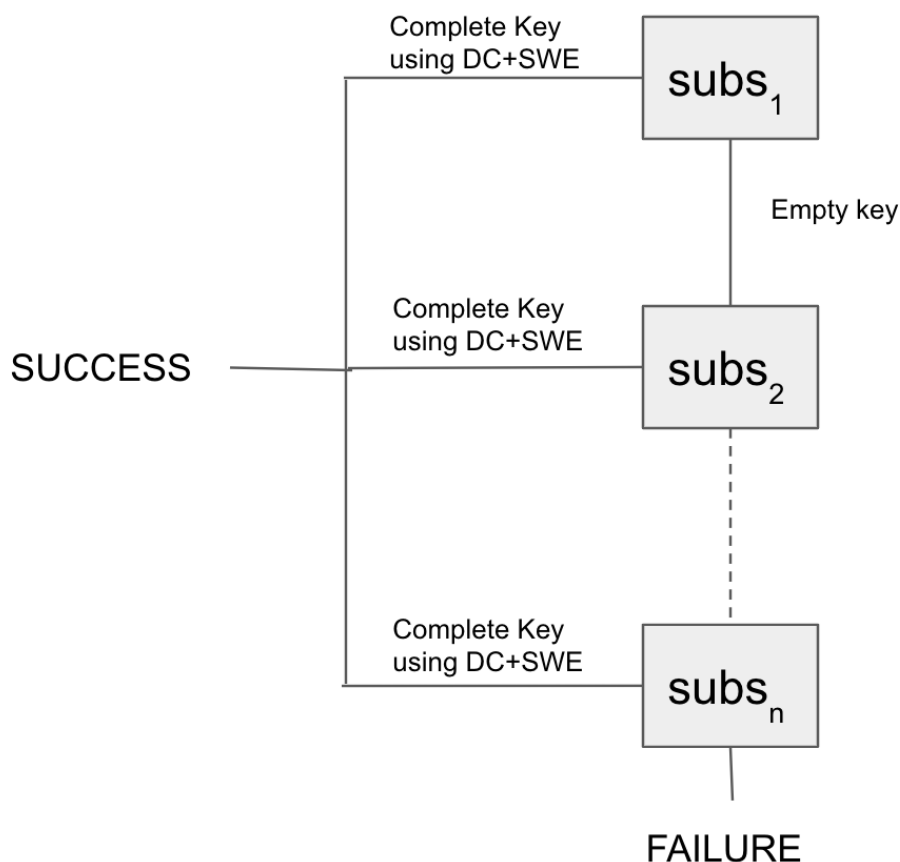 Complete Key
using DC+SWE
subs1
Empty key
Complete Key
using DC+SWE
SUCCESS
subs2
Complete Key
using DC+SWE
subsn
FAILURE